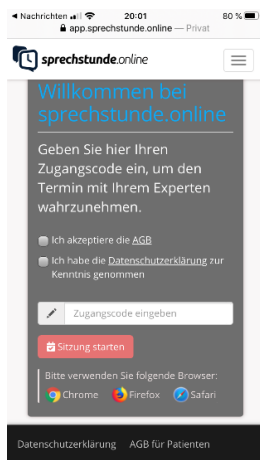 Nachrichten 20:01 80 %
app.sprechstunde.online — Privat
sprechstunde.online
Willkommen bei
sprechstunde.online
Geben Sie hier Ihren
Zugangscode ein, um den
Termin mit Ihrem Experten
wahrzunehmen.
Ich akzeptiere die AGB
Ich habe die Datenschutzerklärung zur
Kenntnis genommen
Zugangscode eingeben
Sitzung starten
Bitte verwenden Sie folgende Browser:
Chrome Firefox Safari
Datenschutzerklärung AGB für Patienten